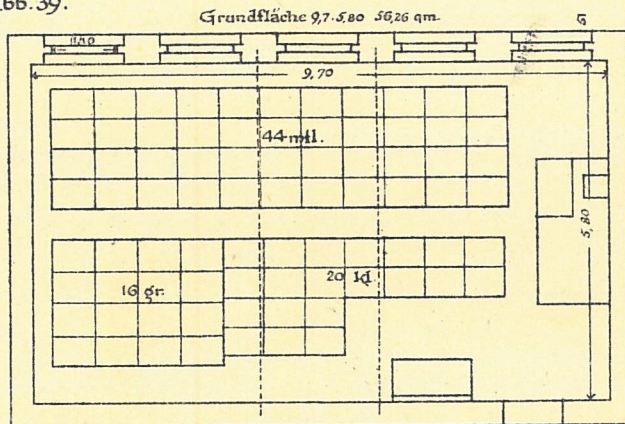 Abb. 39.
Grundfläche 9,7 · 5,80 56,26 qm.
1,10
9,70
44 mtl.
5,80
16 gr.
20 kl.